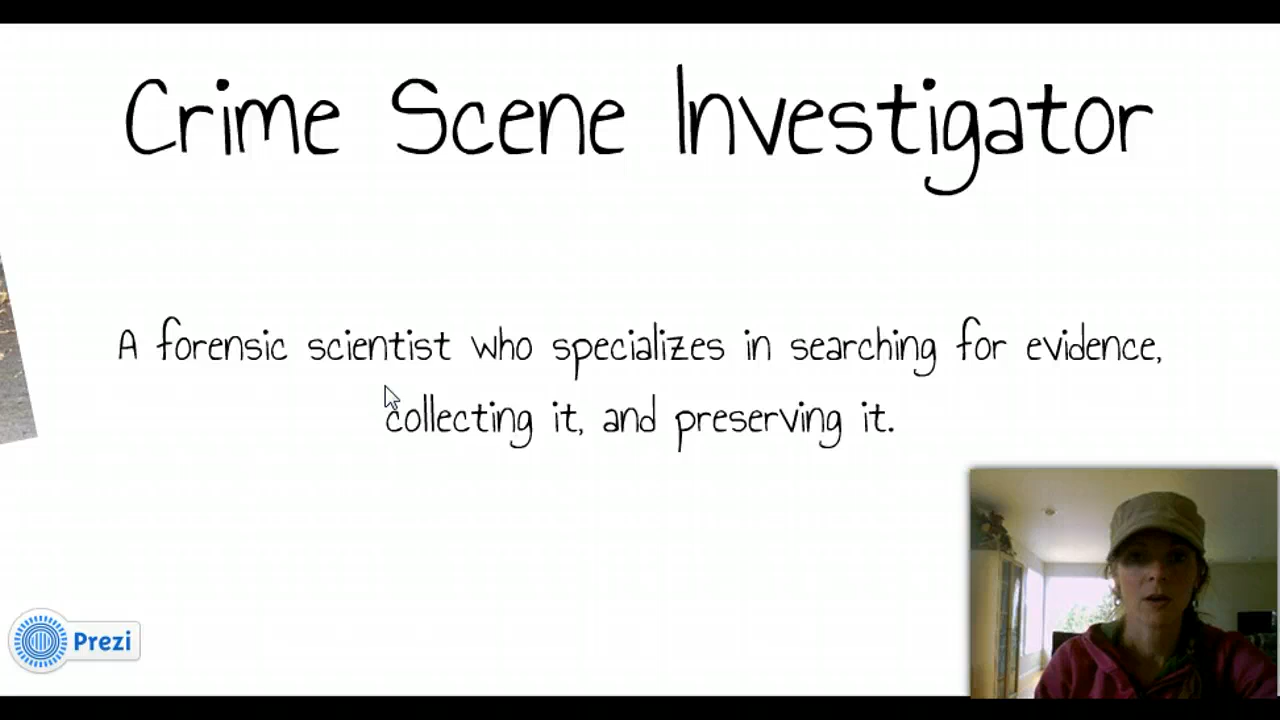 Crime Scene Investigator
A forensic scientist who specializes in searching for evidence,
collecting it, and preserving it.
Prezi